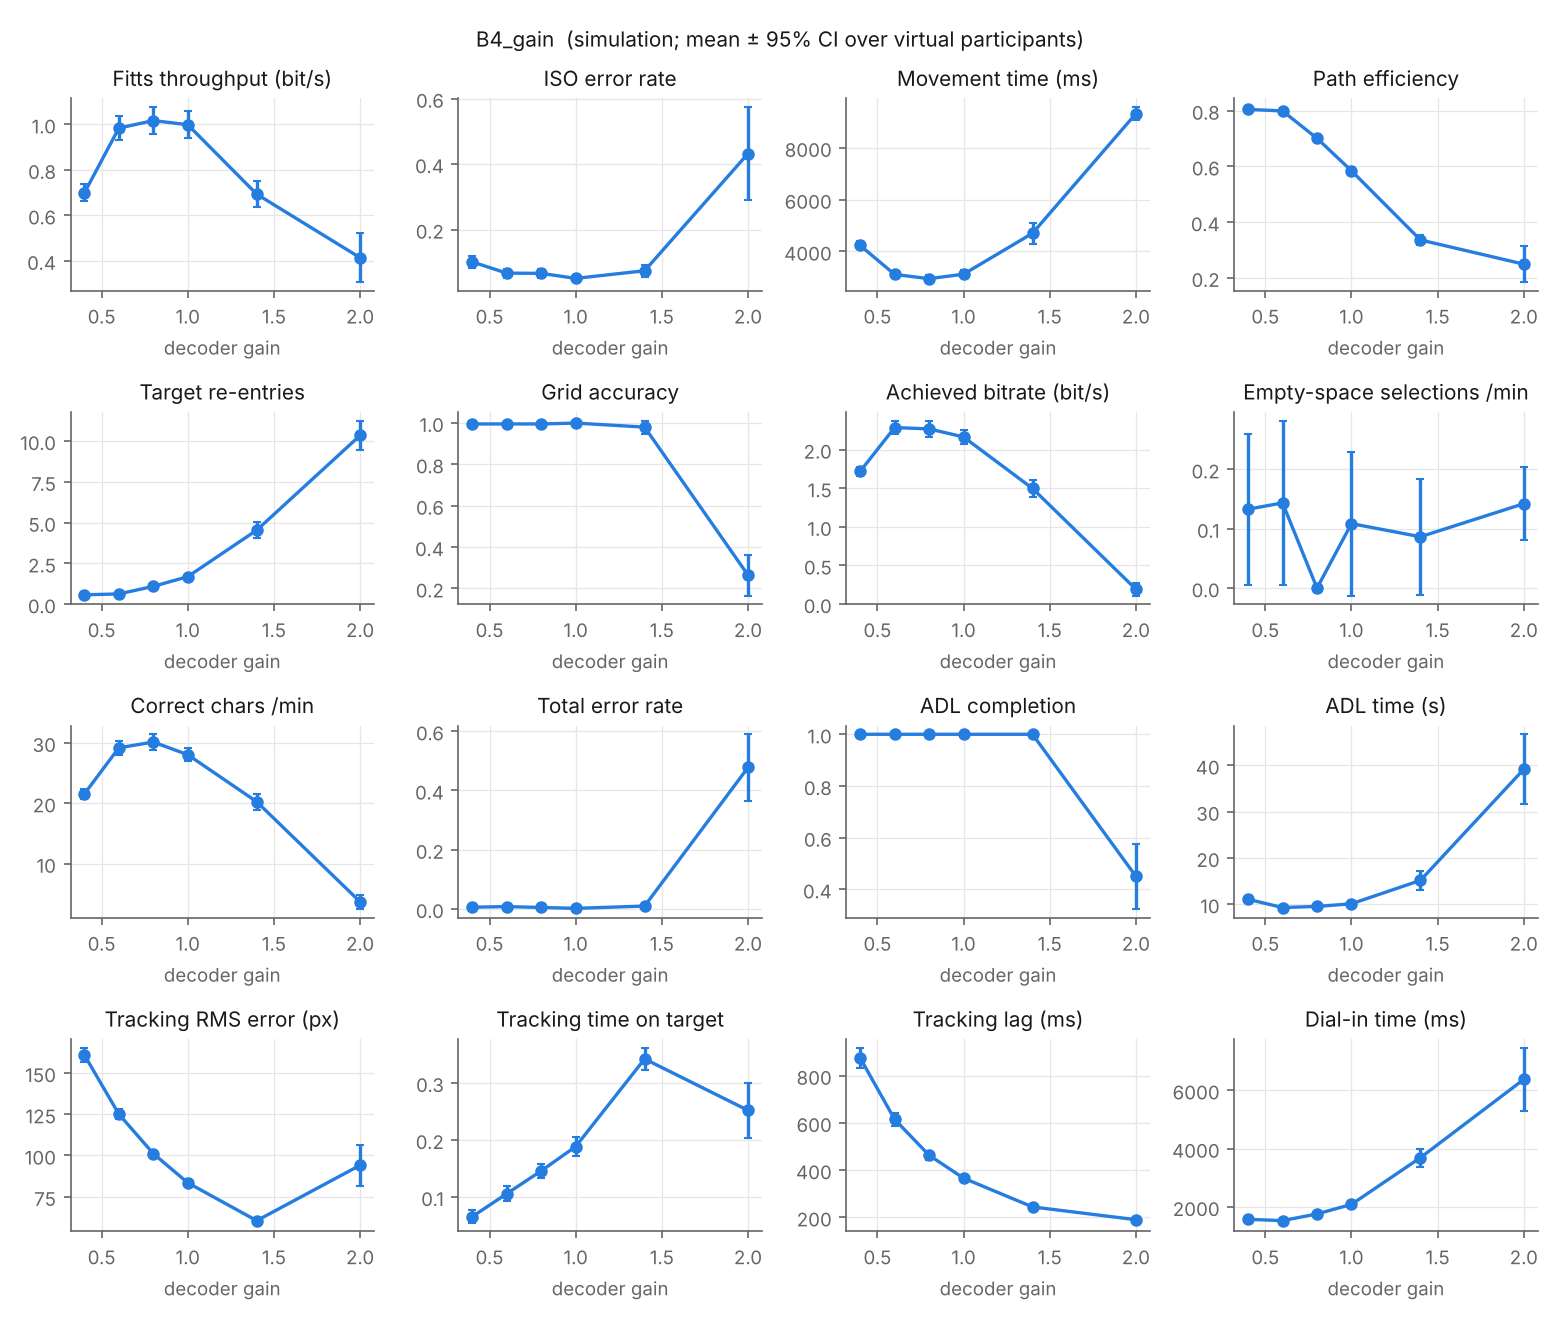 B4_gain  (simulation; mean ± 95% CI over virtual participants)
Fitts throughput (bit/s)
1.0
0.8
0.6
0.4
0.5 1.0 1.5 2.0
decoder gain
ISO error rate
0.6
0.4
0.2
0.5 1.0 1.5 2.0
decoder gain
Movement time (ms)
8000
6000
4000
0.5 1.0 1.5 2.0
decoder gain
Path efficiency
0.8
0.6
0.4
0.2
0.5 1.0 1.5 2.0
decoder gain
Target re-entries
10.0
7.5
5.0
2.5
0.0
0.5 1.0 1.5 2.0
decoder gain
Grid accuracy
1.0
0.8
0.6
0.4
0.2
0.5 1.0 1.5 2.0
decoder gain
Achieved bitrate (bit/s)
2.0
1.5
1.0
0.5
0.0
0.5 1.0 1.5 2.0
decoder gain
Empty-space selections /min
0.2
0.1
0.0
0.5 1.0 1.5 2.0
decoder gain
Correct chars /min
30
20
10
0.5 1.0 1.5 2.0
decoder gain
Total error rate
0.6
0.4
0.2
0.0
0.5 1.0 1.5 2.0
decoder gain
ADL completion
1.0
0.8
0.6
0.4
0.5 1.0 1.5 2.0
decoder gain
ADL time (s)
40
30
20
10
0.5 1.0 1.5 2.0
decoder gain
Tracking RMS error (px)
150
125
100
75
0.5 1.0 1.5 2.0
decoder gain
Tracking time on target
0.3
0.2
0.1
0.5 1.0 1.5 2.0
decoder gain
Tracking lag (ms)
800
600
400
200
0.5 1.0 1.5 2.0
decoder gain
Dial-in time (ms)
6000
4000
2000
0.5 1.0 1.5 2.0
decoder gain